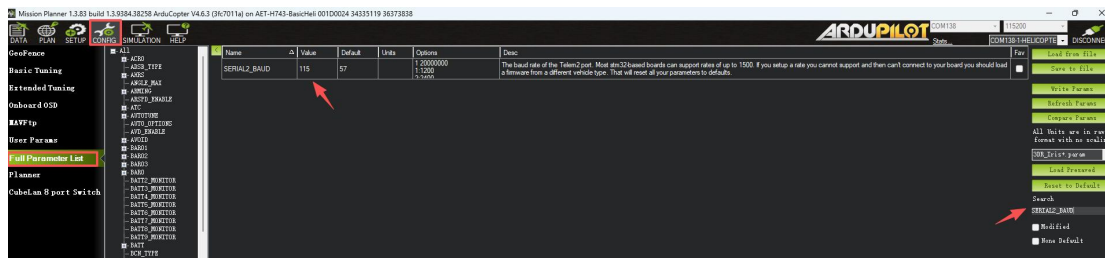 Mission Planner 1.3.83 build 1.3.9384.38258 ArduCopter V4.6.3 (3fc7011a) on AET-H743-BasicHeli 001D0024 34335119 36373838
DATA PLAN SETUP CONFIG SIMULATION HELP
ARDUPILOT
COM138 115200
Stats...
COM138-1-HELICOPTE DISCONNE
GeoFence
Basic Tuning
Extended Tuning
Onboard OSD
MAVFtp
User Params
Full Parameter List
Planner
CubeLan 8 port Switch
All
ACRO
ADSB_TYPE
AHRS
ANGLE_MAX
ARMING
ARSPD_ENABLE
ATC
AUTOTUNE
AUTO_OPTIONS
AVD_ENABLE
AVOID
BARO1
BARO2
BARO3
BARO
BATT2_MONITOR
BATT3_MONITOR
BATT4_MONITOR
BATT5_MONITOR
BATT6_MONITOR
BATT7_MONITOR
BATT8_MONITOR
BATT9_MONITOR
BATT
BCN_TYPE
Name Value Default Units Options Desc Fav
SERIAL2_BAUD 115 57
1 20000000
1:1200
2:2400
The baud rate of the Telem2 port. Most stm32-based boards can support rates of up to 1500. If you setup a rate you cannot support and then can't connect to your board you should load
a firmware from a different vehicle type. That will reset all your parameters to defaults.
Load from file
Save to file
Write Params
Refresh Params
Compare Params
All Units are in raw
format with no scali
3DR_Iris+.param
Load Presaved
Reset to Default
Search
SERIAL2_BAUD
Modified
None Default